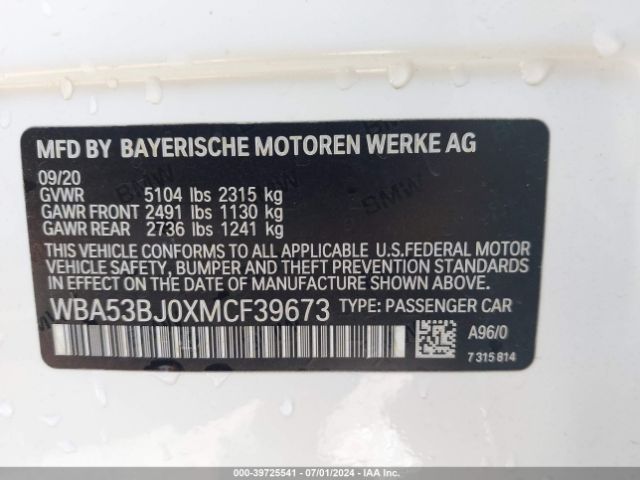 MFD BY BAYERISCHE MOTOREN WERKE AG
09/20
GVWR 5104 lbs 2315 kg
GAWR FRONT 2491 lbs 1130 kg
GAWR REAR 2736 lbs 1241 kg
THIS VEHICLE CONFORMS TO ALL APPLICABLE U.S.FEDERAL MOTOR
VEHICLE SAFETY, BUMPER AND THEFT PREVENTION STANDARDS
IN EFFECT ON THE DATE OF MANUFACTURE SHOWN ABOVE.
WBA53BJ0XMCF39673 TYPE: PASSENGER CAR
A96/0
7 315 814
000-39725541 - 07/01/2024 - IAA Inc.